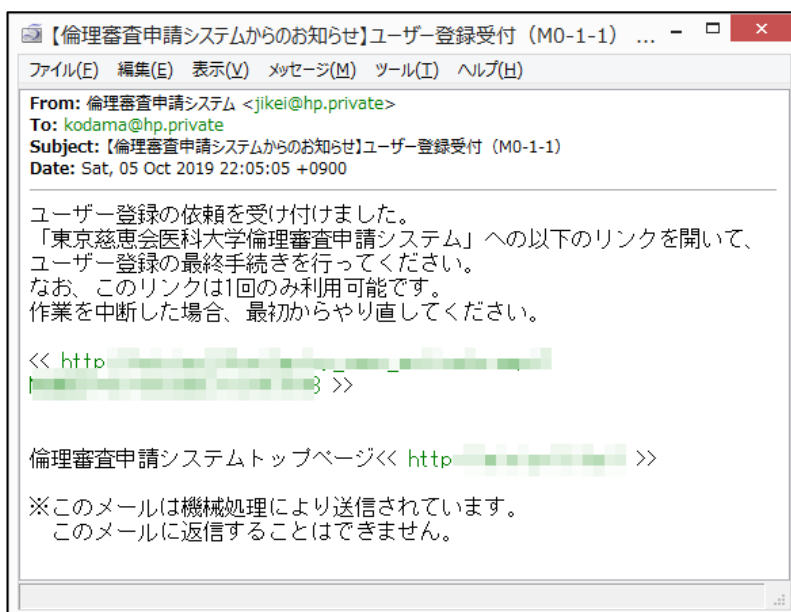 【倫理審査申請システムからのお知らせ】ユーザー登録受付（M0-1-1） ...
ファイル(F) 編集(E) 表示(V) メッセージ(M) ツール(T) ヘルプ(H)
From: 倫理審査申請システム <jikei@hp.private>
To: kodama@hp.private
Subject: 【倫理審査申請システムからのお知らせ】ユーザー登録受付（M0-1-1）
Date: Sat, 05 Oct 2019 22:05:05 +0900
ユーザー登録の依頼を受け付けました。
「東京慈恵会医科大学倫理審査申請システム」への以下のリンクを開いて、
ユーザー登録の最終手続きを行ってください。
なお、このリンクは1回のみ利用可能です。
作業を中断した場合、最初からやり直してください。
<< http
>>
倫理審査申請システムトップページ<< http >>
※このメールは機械処理により送信されています。
このメールに返信することはできません。